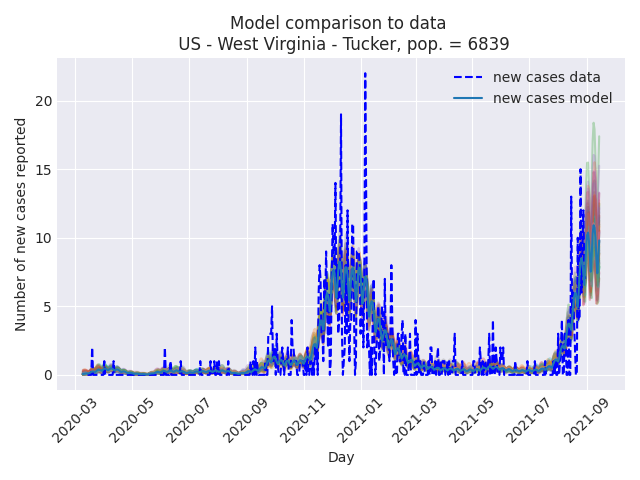 Model comparison to data
US - West Virginia - Tucker, pop. = 6839
new cases data
new cases model
Number of new cases reported
20
15
10
5
0
2020-03
2020-05
2020-07
2020-09
2020-11
2021-01
2021-03
2021-05
2021-07
2021-09
Day